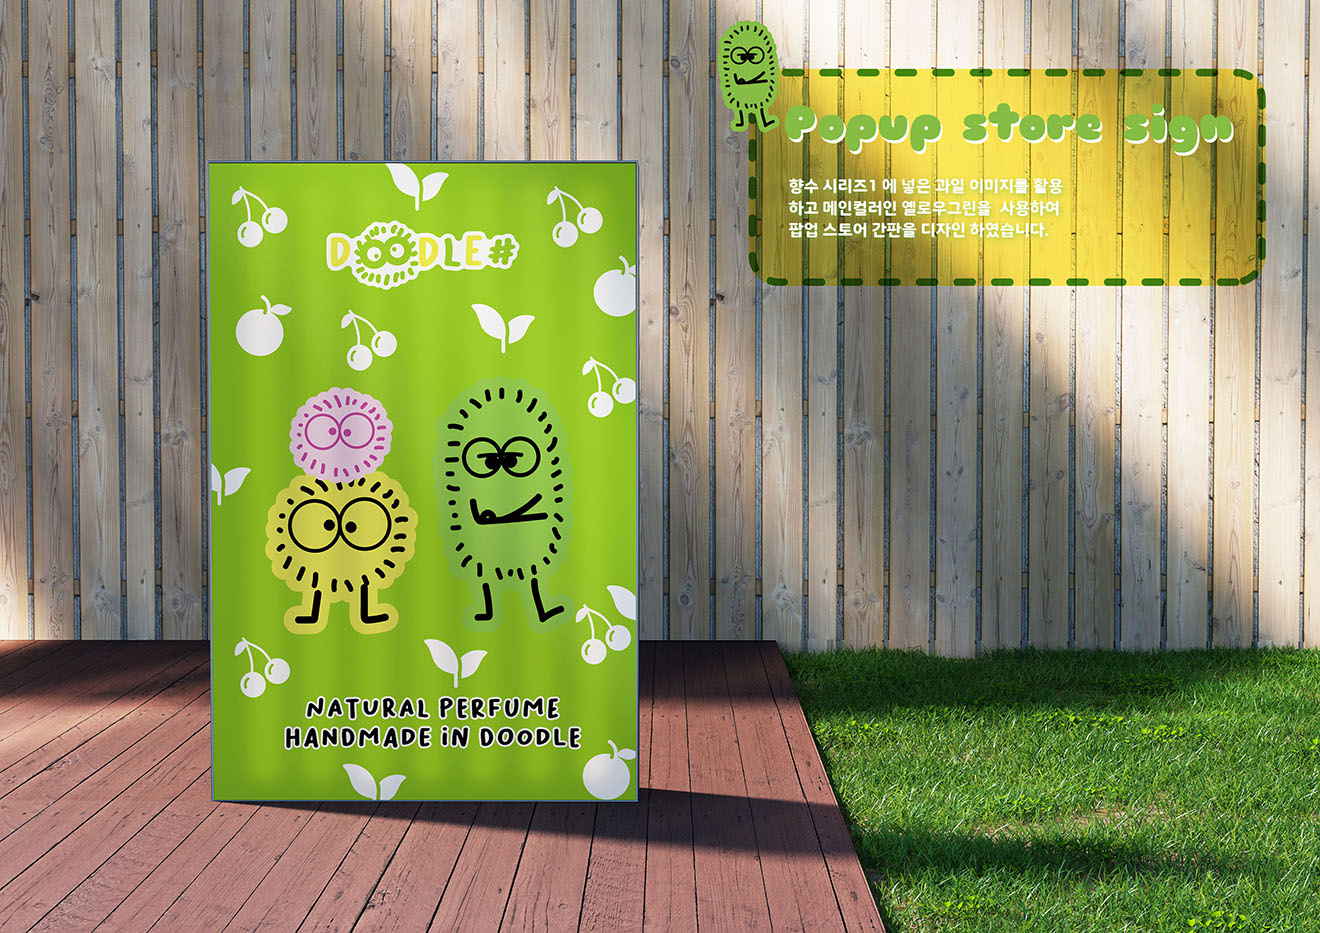 Popup store sign
향수 시리즈1 에 넣은 과일 이미지를 활용
하고 메인컬러인 옐로우그린을 사용하여
팝업 스토어 간판을 디자인 하였습니다.
DOODLE#
NATURAL PERFUME
HANDMADE iN DOODLE